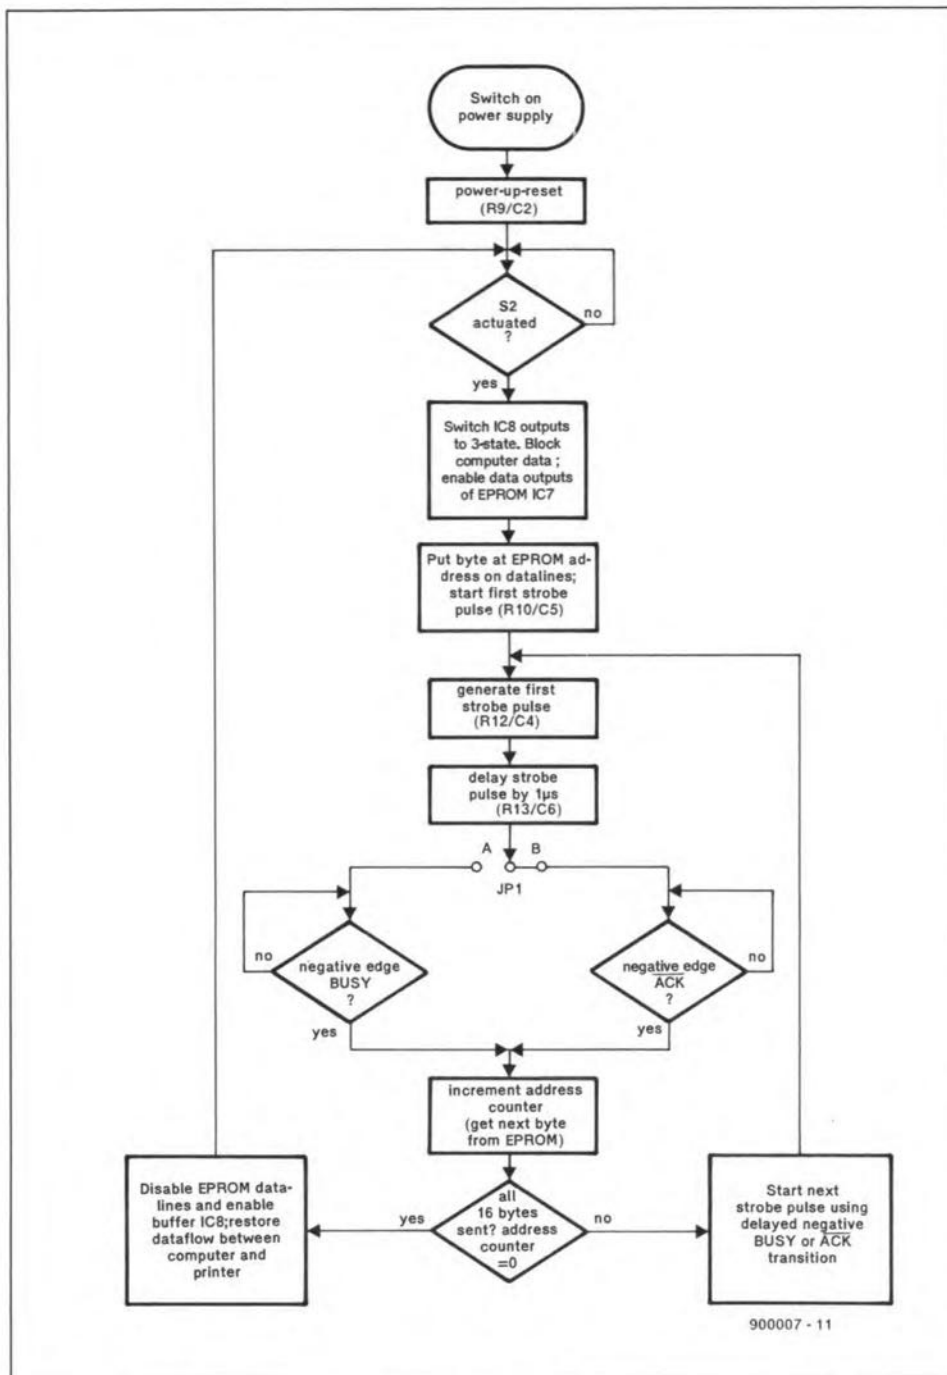 Switch on
power supply
power-up-reset
(R9/C2)
S2
actuated
?
no
yes
Switch IC8 outputs
to 3-state. Block
computer data ;
enable data outputs
of EPROM IC7
Put byte at EPROM ad-
dress on datalines;
start first strobe
pulse (R10/C5)
generate first
strobe pulse
(R12/C4)
delay strobe
pulse by 1µs
(R13/C6)
A B
JP1
no
negative edge
BUSY
?
yes
negative edge
A̅C̅K̅
?
no
yes
increment address
counter
(get next byte
from EPROM)
all
16 bytes
sent? address
counter
=0
yes
no
Disable EPROM data-
lines and enable
buffer IC8;restore
dataflow between
computer and
printer
Start next
strobe pulse using
delayed negative
BUSY or A̅C̅K̅
transition
900007 - 11